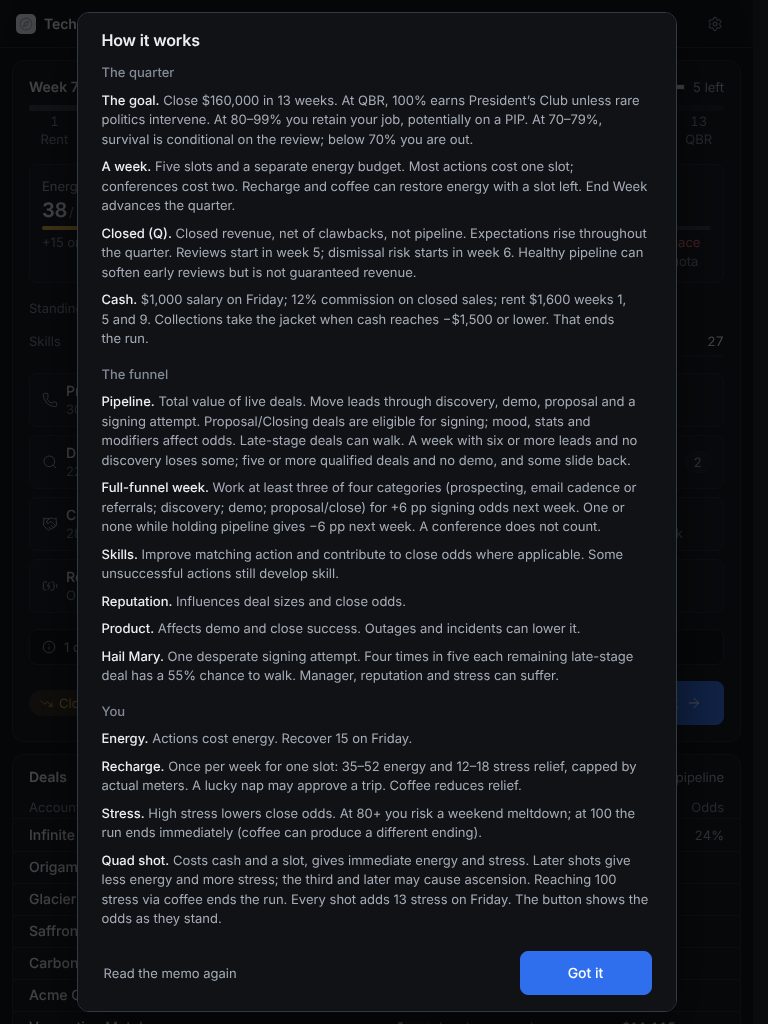 Tech
How it works
The quarter
The goal. Close $160,000 in 13 weeks. At QBR, 100% earns President’s Club unless rare
politics intervene. At 80–99% you retain your job, potentially on a PIP. At 70–79%,
survival is conditional on the review; below 70% you are out.
A week. Five slots and a separate energy budget. Most actions cost one slot;
conferences cost two. Recharge and coffee can restore energy with a slot left. End Week
advances the quarter.
Closed (Q). Closed revenue, net of clawbacks, not pipeline. Expectations rise throughout
the quarter. Reviews start in week 5; dismissal risk starts in week 6. Healthy pipeline can
soften early reviews but is not guaranteed revenue.
Cash. $1,000 salary on Friday; 12% commission on closed sales; rent $1,600 weeks 1,
5 and 9. Collections take the jacket when cash reaches −$1,500 or lower. That ends
the run.
The funnel
Pipeline. Total value of live deals. Move leads through discovery, demo, proposal and a
signing attempt. Proposal/Closing deals are eligible for signing; mood, stats and
modifiers affect odds. Late-stage deals can walk. A week with six or more leads and no
discovery loses some; five or more qualified deals and no demo, and some slide back.
Full-funnel week. Work at least three of four categories (prospecting, email cadence or
referrals; discovery; demo; proposal/close) for +6 pp signing odds next week. One or
none while holding pipeline gives −6 pp next week. A conference does not count.
Skills. Improve matching action and contribute to close odds where applicable. Some
unsuccessful actions still develop skill.
Reputation. Influences deal sizes and close odds.
Product. Affects demo and close success. Outages and incidents can lower it.
Hail Mary. One desperate signing attempt. Four times in five each remaining late-stage
deal has a 55% chance to walk. Manager, reputation and stress can suffer.
You
Energy. Actions cost energy. Recover 15 on Friday.
Recharge. Once per week for one slot: 35–52 energy and 12–18 stress relief, capped by
actual meters. A lucky nap may approve a trip. Coffee reduces relief.
Stress. High stress lowers close odds. At 80+ you risk a weekend meltdown; at 100 the
run ends immediately (coffee can produce a different ending).
Quad shot. Costs cash and a slot, gives immediate energy and stress. Later shots give
less energy and more stress; the third and later may cause ascension. Reaching 100
stress via coffee ends the run. Every shot adds 13 stress on Friday. The button shows the
odds as they stand.
Read the memo again
Got it
Week 7
5 left
1
13
Rent
QBR
38
+15
Skills
27
2
Deals
pipeline
Odds
Infinite
24%
Glacier
Carbon
Acme